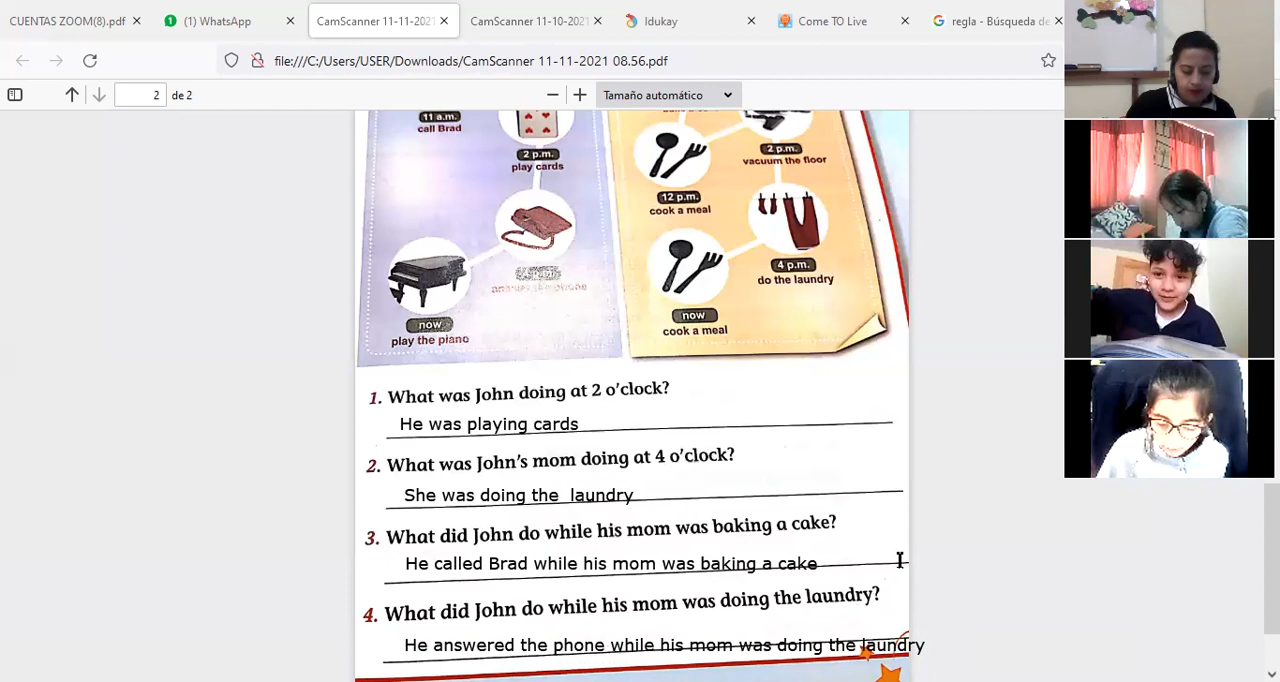 CUENTAS ZOOM(8).pdf
(1) WhatsApp
CamScanner 11-11-2021
CamScanner 11-10-202
Idukay
Come TO Live
regla - Búsqueda de
file:///C:/Users/USER/Downloads/CamScanner 11-11-2021 08.56.pdf
2 de 2
Tamaño automático
11 a.m.
call Brad
2 p.m.
play cards
now
play the piano
2 p.m.
vacuum the floor
12 p.m.
cook a meal
4 p.m.
do the laundry
now
cook a meal
1. What was John doing at 2 o'clock?
He was playing cards
2. What was John's mom doing at 4 o'clock?
She was doing the laundry
3. What did John do while his mom was baking a cake?
He called Brad while his mom was baking a cake
4. What did John do while his mom was doing the laundry?
He answered the phone while his mom was doing the laundry